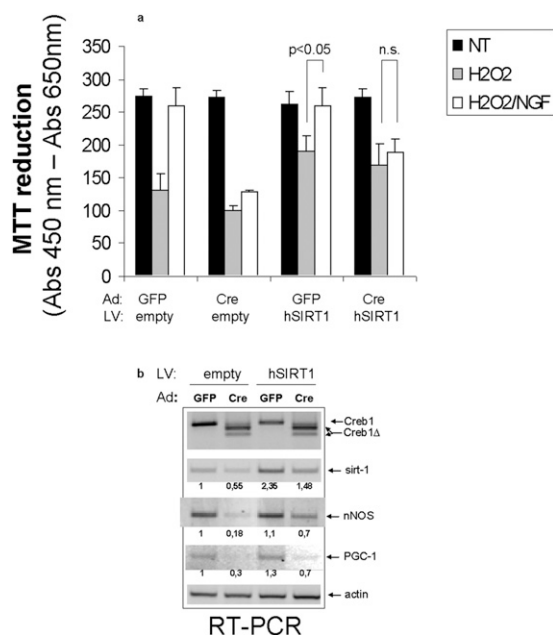 a
NT
H2O2
H2O2/NGF
p<0.05
n.s.
MTT reduction
(Abs 450 nm – Abs 650nm)
350
300
250
200
150
100
50
0
Ad: GFP Cre GFP Cre
LV: empty empty hSIRT1 hSIRT1
b LV: empty hSIRT1
Ad: GFP Cre GFP Cre
Creb1
Creb1Δ
sirt-1
1 0,55 2,35 1,48
nNOS
1 0,18 1,1 0,7
PGC-1
1 0,3 1,3 0,7
actin
RT-PCR